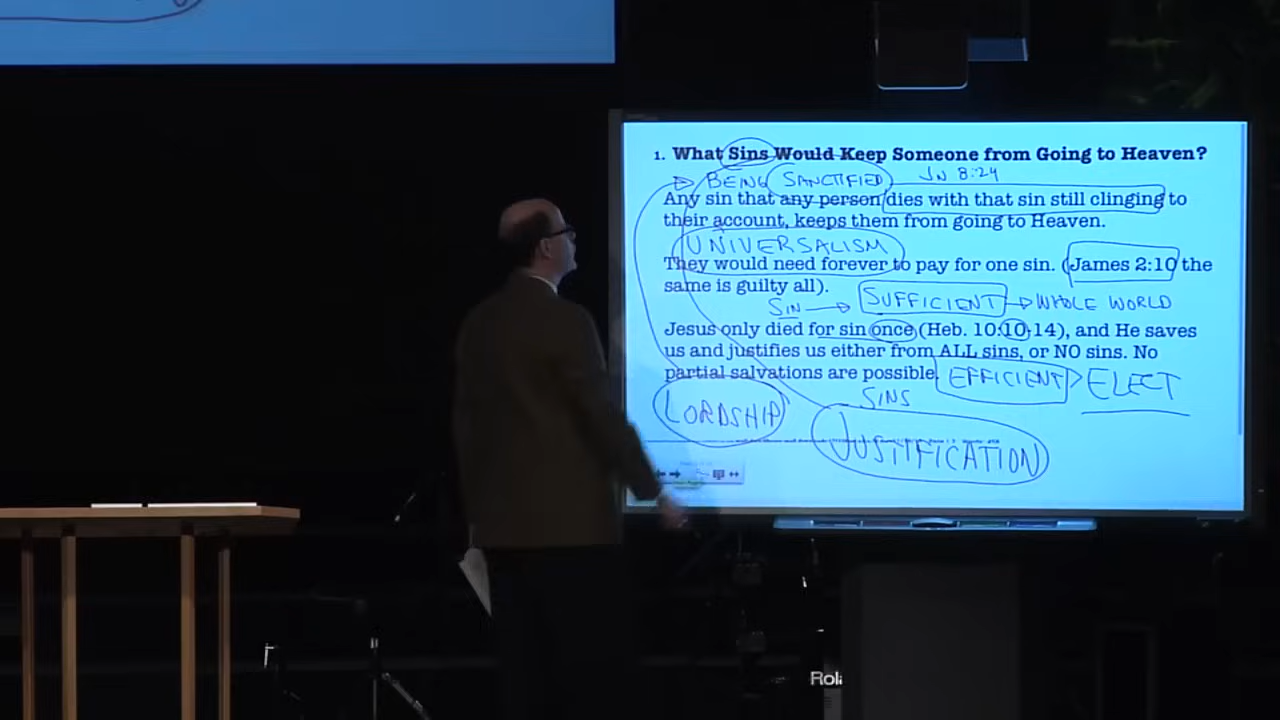 1. What Sins Would Keep Someone from Going to Heaven?
BEING SANCTIFIED JN 8:24
Any sin that any person dies with that sin still clinging to
their account, keeps them from going to Heaven.
UNIVERSALISM
They would need forever to pay for one sin. (James 2:10 the
same is guilty all).
SIN SUFFICIENT WHOLE WORLD
Jesus only died for sin once (Heb. 10:10-14), and He saves
us and justifies us either from ALL sins, or NO sins. No
partial salvations are possible. EFFICIENT ELECT
SINS
LORDSHIP JUSTIFICATION
Rola